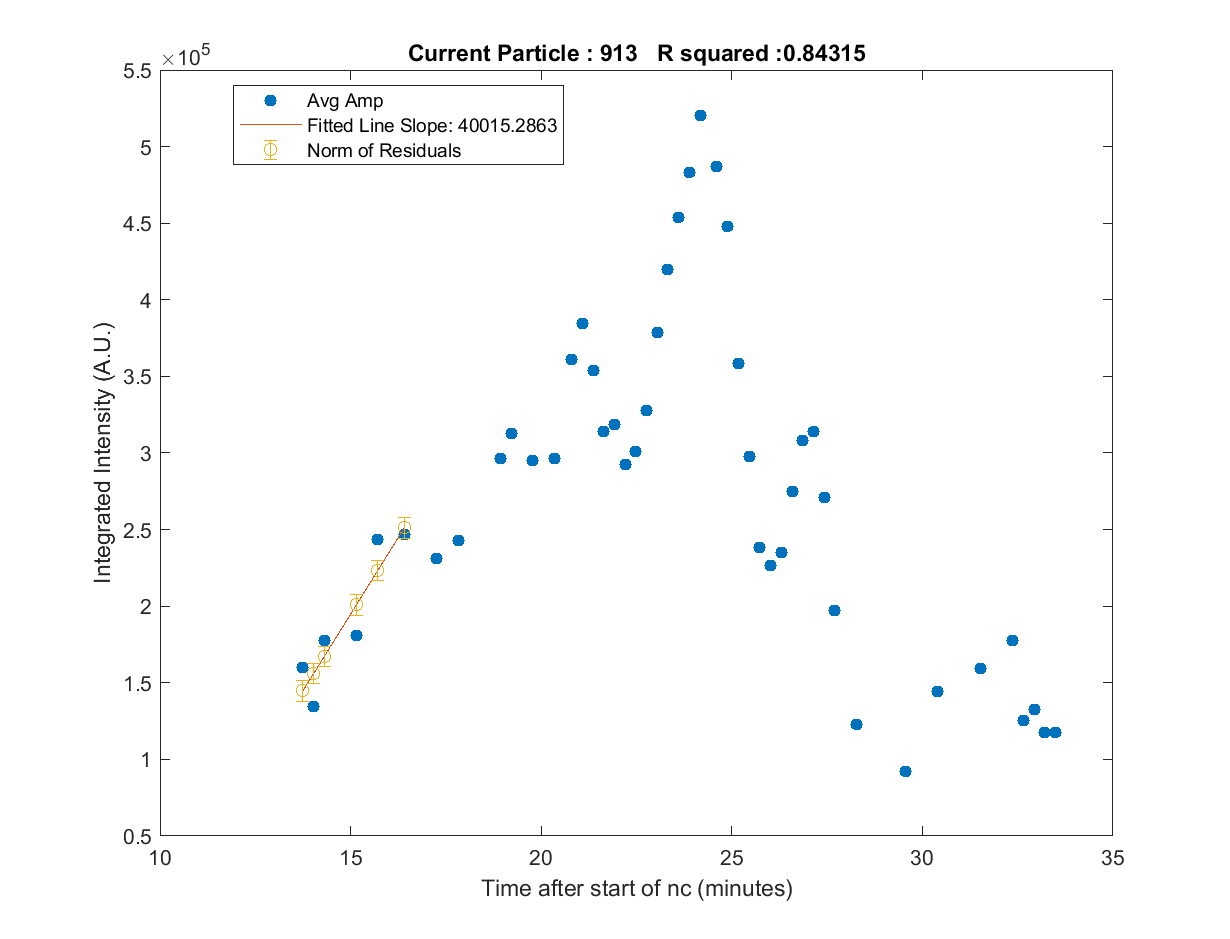 Current Particle : 913   R squared :0.84315
×10^5
5.5
5
4.5
4
3.5
3
2.5
2
1.5
1
0.5
Integrated Intensity (A.U.)
Avg Amp
Fitted Line Slope: 40015.2863
Norm of Residuals
10 15 20 25 30 35
Time after start of nc (minutes)